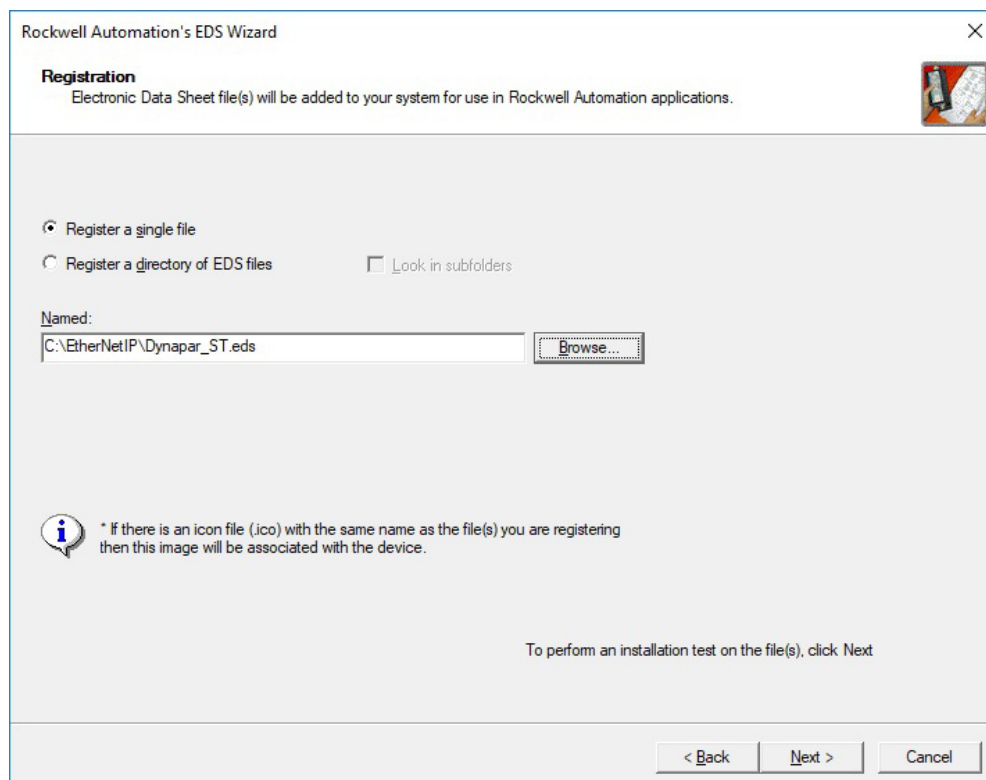 Rockwell Automation's EDS Wizard
Registration
Electronic Data Sheet file(s) will be added to your system for use in Rockwell Automation applications.
Register a single file
Register a directory of EDS files
Look in subfolders
Named:
C:\EtherNetIP\Dynapar_ST.eds
Browse...
* If there is an icon file (.ico) with the same name as the file(s) you are registering
then this image will be associated with the device.
To perform an installation test on the file(s), click Next
< Back
Next >
Cancel